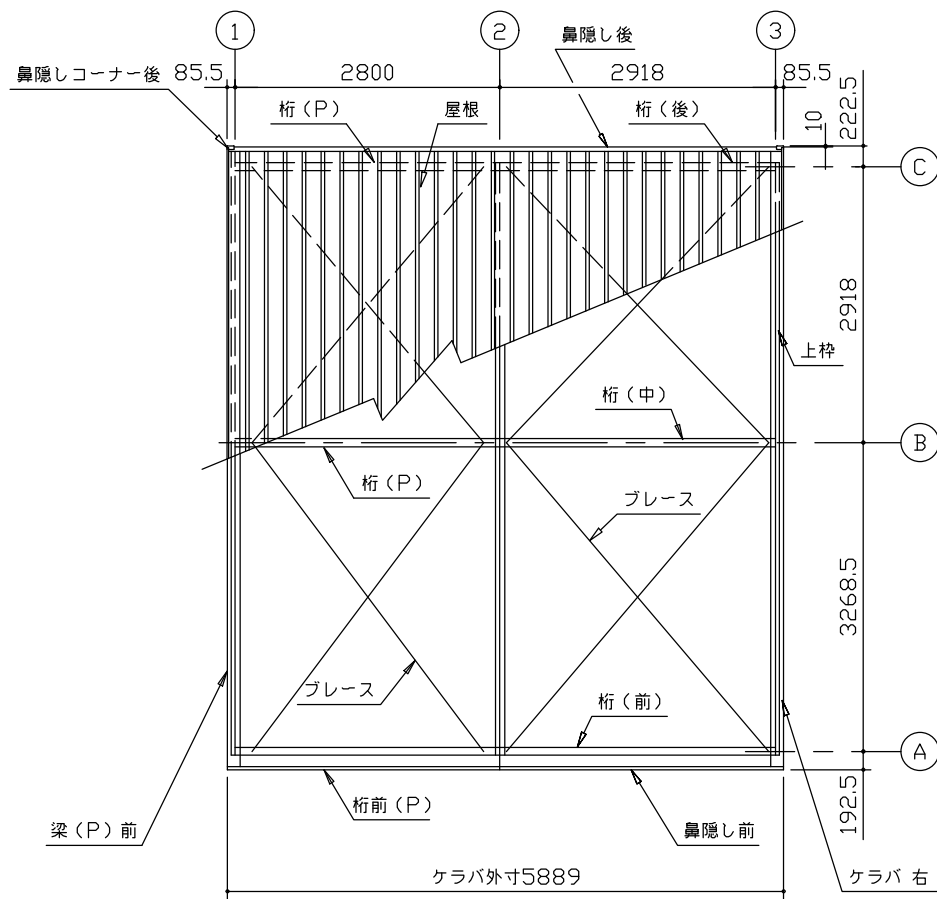 1
2
3
鼻隠し後
鼻隠しコーナー後
85.5
2800
2918
85.5
222.5
10
桁(P)
屋根
桁(後)
C
2918
上枠
桁(中)
B
桁(P)
ブレース
3268.5
ブレース
桁(前)
A
192.5
桁前(P)
鼻隠し前
梁(P)前
ケラバ外寸5889
ケラバ 右